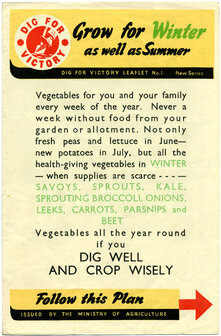 DIG FOR
VICTORY
Grow for Winter
as well as Summer
DIG FOR VICTORY LEAFLET No. 1. New Series
Vegetables for you and your family
every week of the year. Never a
week without food from your
garden or allotment. Not only
fresh peas and lettuce in June—
new potatoes in July, but all the
health-giving vegetables in WINTER
— when supplies are scarce - - - -
SAVOYS, SPROUTS, KALE,
SPROUTING BROCCOLI, ONIONS,
LEEKS, CARROTS, PARSNIPS and
BEET.
Vegetables all the year round
if you
DIG WELL
AND CROP WISELY
Follow this Plan
ISSUED BY THE MINISTRY OF AGRICULTURE